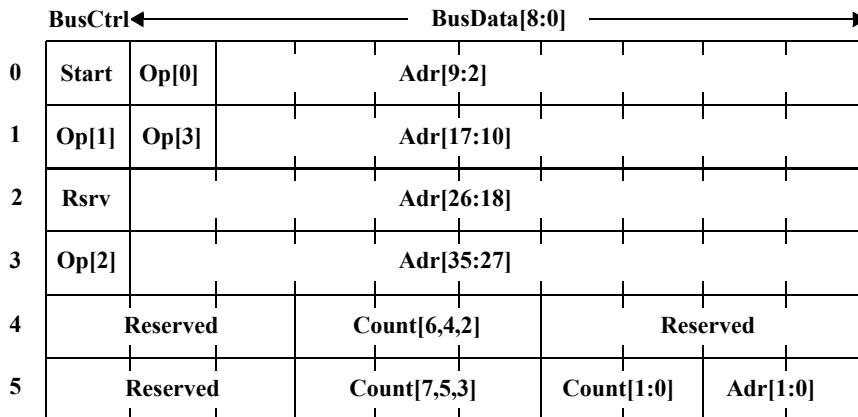 BusCtrl BusData[8:0]
0 Start Op[0] Adr[9:2]
1 Op[1] Op[3] Adr[17:10]
2 Rsrv Adr[26:18]
3 Op[2] Adr[35:27]
4 Reserved Count[6,4,2] Reserved
5 Reserved Count[7,5,3] Count[1:0] Adr[1:0]